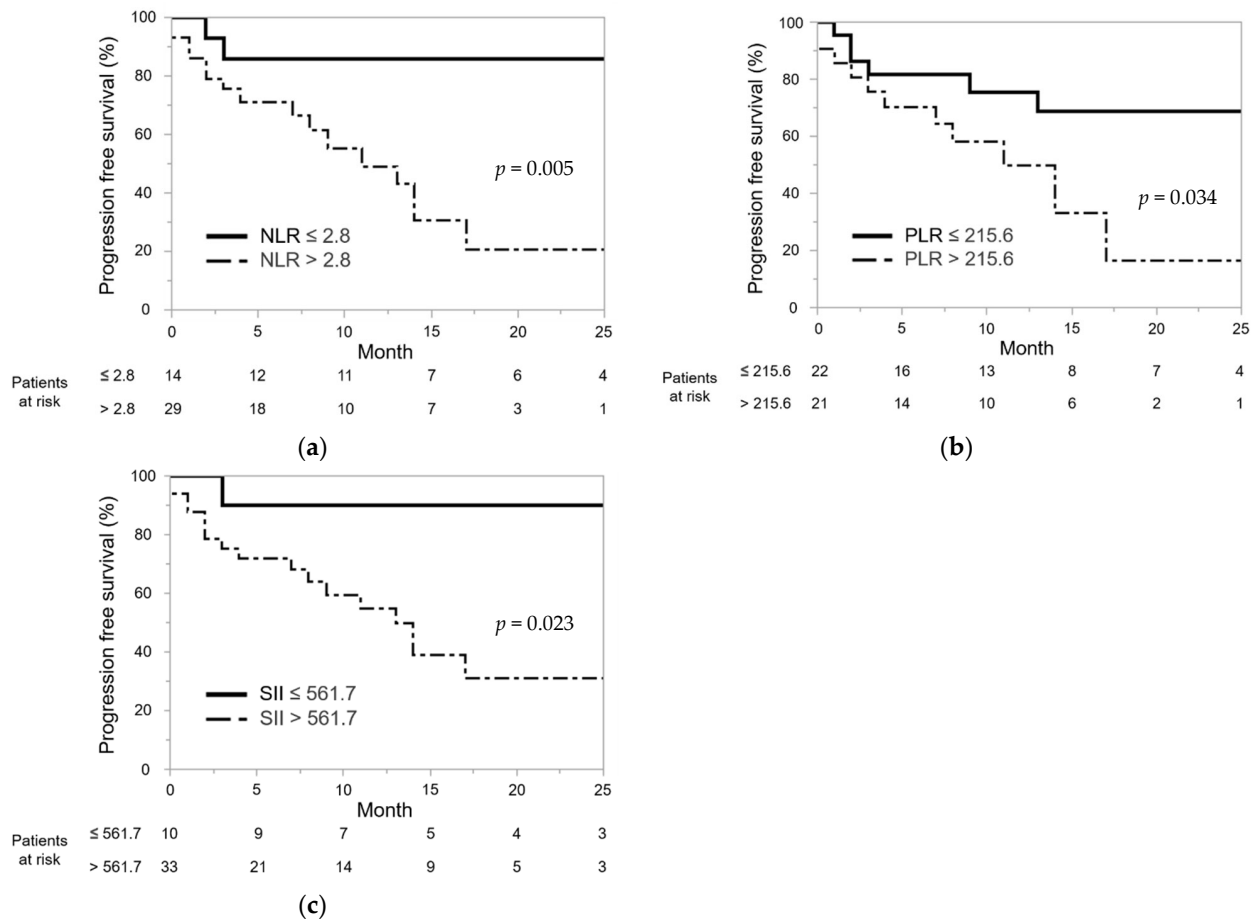 Progression free survival (%)
100
80
60
40
20
0
p = 0.005
NLR ≤ 2.8
NLR > 2.8
0 5 10 15 20 25
Month
Patients at risk
≤ 2.8 14 12 11 7 6 4
> 2.8 29 18 10 7 3 1
(a)
Progression free survival (%)
100
80
60
40
20
0
p = 0.034
PLR ≤ 215.6
PLR > 215.6
0 5 10 15 20 25
Month
Patients at risk
≤ 215.6 22 16 13 8 7 4
> 215.6 21 14 10 6 2 1
(b)
Progression free survival (%)
100
80
60
40
20
0
p = 0.023
SII ≤ 561.7
SII > 561.7
0 5 10 15 20 25
Month
Patients at risk
≤ 561.7 10 9 7 5 4 3
> 561.7 33 21 14 9 5 3
(c)